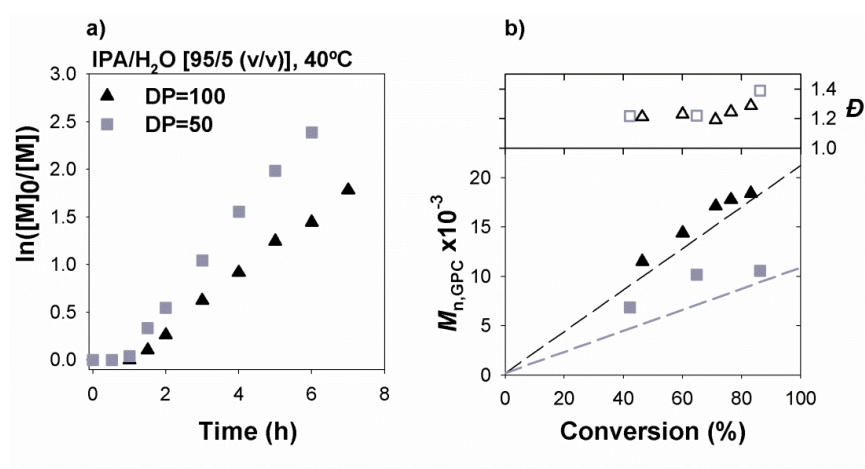 a)
IPA/H₂O [95/5 (v/v)], 40ºC
3.0
2.5
2.0
1.5
1.0
0.5
0.0
ln([M]₀/[M])
DP=100
DP=50
0 2 4 6 8
Time (h)
b)
1.4
1.2
1.0
Đ
20
15
10
5
0
Mn,GPC x10⁻³
0 20 40 60 80 100
Conversion (%)